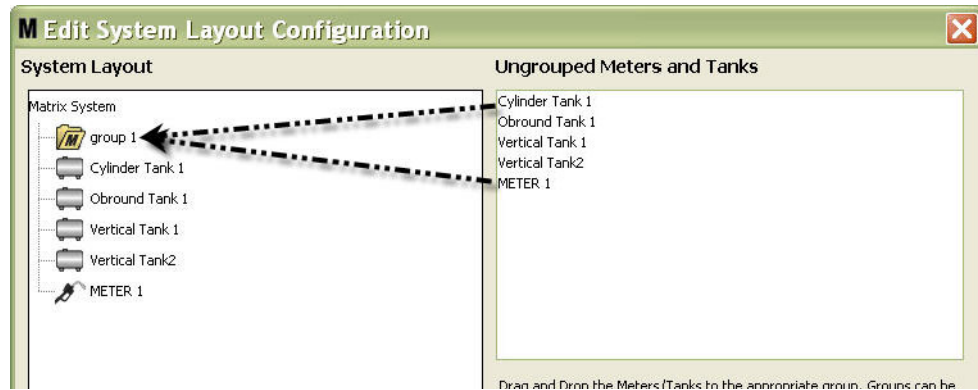 M Edit System Layout Configuration
System Layout
Ungrouped Meters and Tanks
Matrix System
M group 1
Cylinder Tank 1
Obround Tank 1
Vertical Tank 1
Vertical Tank2
METER 1
Cylinder Tank 1
Obround Tank 1
Vertical Tank 1
Vertical Tank2
METER 1
Drag and Drop the Meters/Tanks to the appropriate group. Groups can be